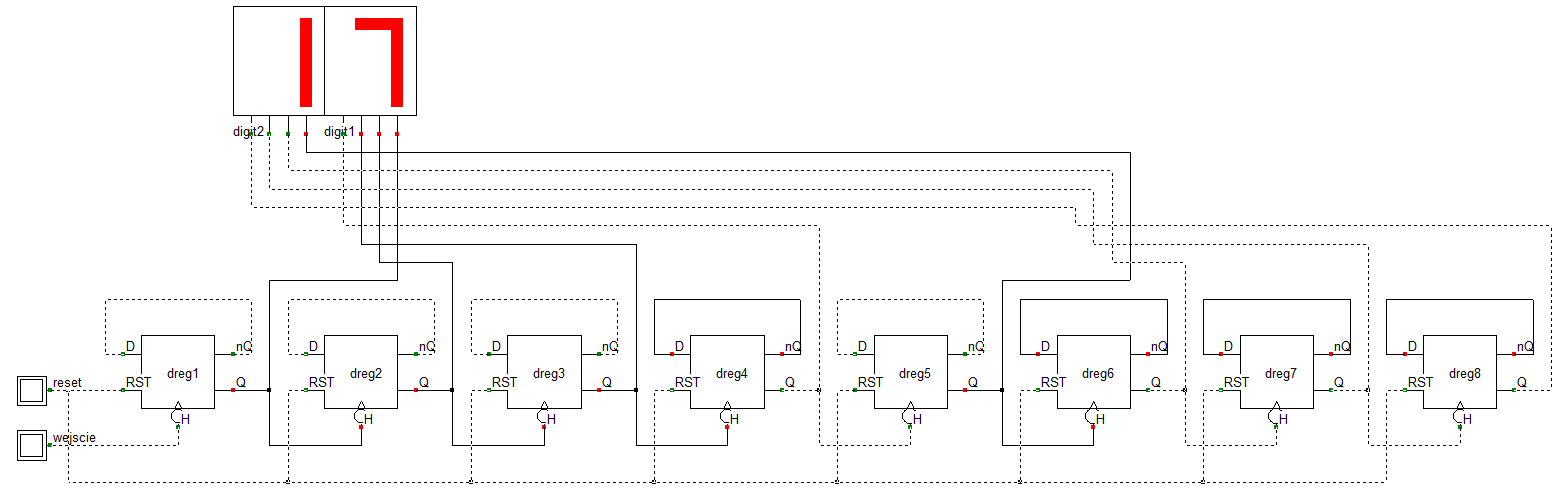 17
digit2 digit1
D nQ D nQ D nQ D nQ D nQ D nQ D nQ D nQ
dreg1 dreg2 dreg3 dreg4 dreg5 dreg6 dreg7 dreg8
reset RST Q RST Q RST Q RST Q RST Q RST Q RST Q RST Q
H H H H H H H H
wejscie